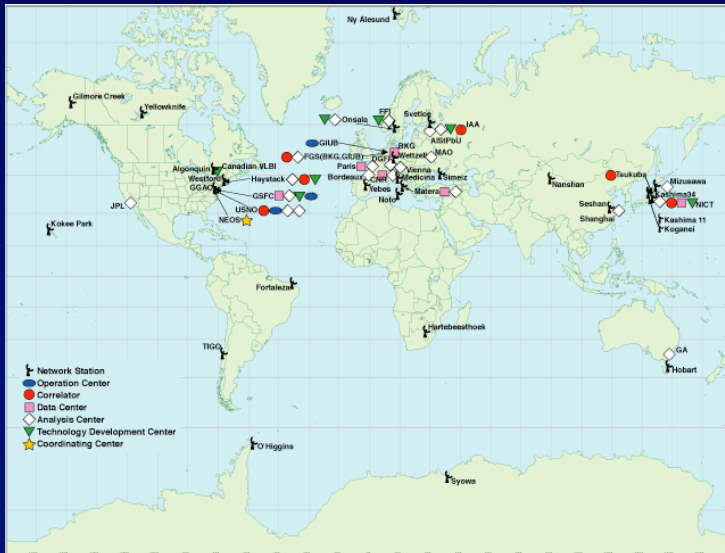 Ny Ålesund
Gilmore Creek
Yellowknife
Onsala
FFI
Svetloe
IAA
AIStPbU
GIUB
BKG
Wettzell
MAO
FGS(BKG,GIUB)
DGFI
Algonquin
Canadian VLBI
Paris
Vienna
Westford
Haystack
Bordeaux
CNR
Medicina
Simeiz
GGAO
GSFC
Yebes
Matera
Noto
JPL
USNO
NEOS
Kokee Park
Nanshan
Tsukuba
Mizusawa
Kashima34
Seshan
NICT
Shanghai
Kashima 11
Koganei
Fortaleza
Hartebeesthoek
TIGO
GA
Hobart
Network Station
Operation Center
Correlator
Data Center
Analysis Center
Technology Development Center
Coordinating Center
O'Higgins
Syowa